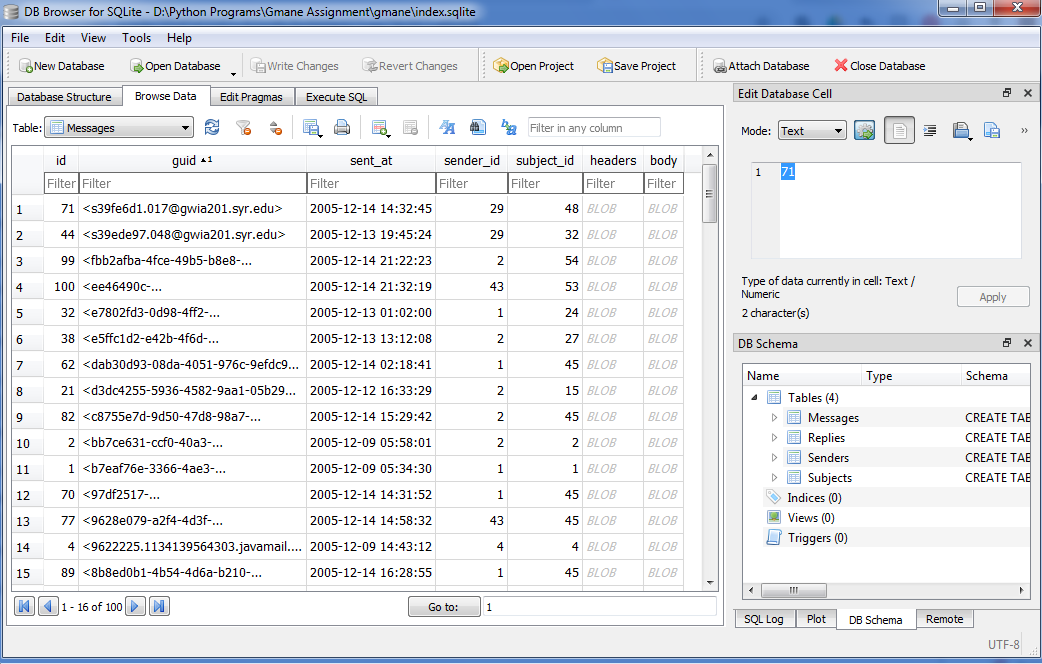 DB Browser for SQLite - D:\Python Programs\Gmane Assignment\gmane\index.sqlite
File Edit View Tools Help
New Database Open Database Write Changes Revert Changes Open Project Save Project Attach Database Close Database
Database Structure Browse Data Edit Pragmas Execute SQL
Table: Messages Filter in any column
id guid 1 sent_at sender_id subject_id headers body
Filter Filter Filter Filter Filter Filter Filter
1 71 <s39fe6d1.017@gwia201.syr.edu> 2005-12-14 14:32:45 29 48 BLOB BLOB
2 44 <s39ede97.048@gwia201.syr.edu> 2005-12-13 19:45:24 29 32 BLOB BLOB
3 99 <fbb2afba-4fce-49b5-b8e8-... 2005-12-14 21:22:23 2 54 BLOB BLOB
4 100 <ee46490c-... 2005-12-14 21:32:19 43 53 BLOB BLOB
5 32 <e7802fd3-0d98-4ff2-... 2005-12-13 01:02:00 1 24 BLOB BLOB
6 38 <e5ffc1d2-e42b-4f6d-... 2005-12-13 13:12:08 2 27 BLOB BLOB
7 62 <dab30d93-08da-4051-976c-9efdc9... 2005-12-14 02:18:41 1 45 BLOB BLOB
8 21 <d3dc4255-5936-4582-9aa1-05b29... 2005-12-12 16:33:29 2 15 BLOB BLOB
9 82 <c8755e7d-9d50-47d8-98a7-... 2005-12-14 15:29:42 2 45 BLOB BLOB
10 2 <bb7ce631-ccf0-40a3-... 2005-12-09 05:58:01 2 2 BLOB BLOB
11 1 <b7eaf76e-3366-4ae3-... 2005-12-09 05:34:30 1 1 BLOB BLOB
12 70 <97df2517-... 2005-12-14 14:31:52 1 45 BLOB BLOB
13 77 <9628e079-a2f4-4d3f-... 2005-12-14 14:58:32 43 45 BLOB BLOB
14 4 <9622225.1134139564303.javamail.... 2005-12-09 14:43:12 4 4 BLOB BLOB
15 89 <8b8ed0b1-4b54-4d6a-b210-... 2005-12-14 16:28:55 1 45 BLOB BLOB
1 - 16 of 100 Go to: 1
Edit Database Cell
Mode: Text »
1 71
Type of data currently in cell: Text /
Numeric
2 character(s)
Apply
DB Schema
Name Type Schema
Tables (4)
Messages CREATE TAB
Replies CREATE TAB
Senders CREATE TAB
Subjects CREATE TAB
Indices (0)
Views (0)
Triggers (0)
SQL Log Plot DB Schema Remote
UTF-8